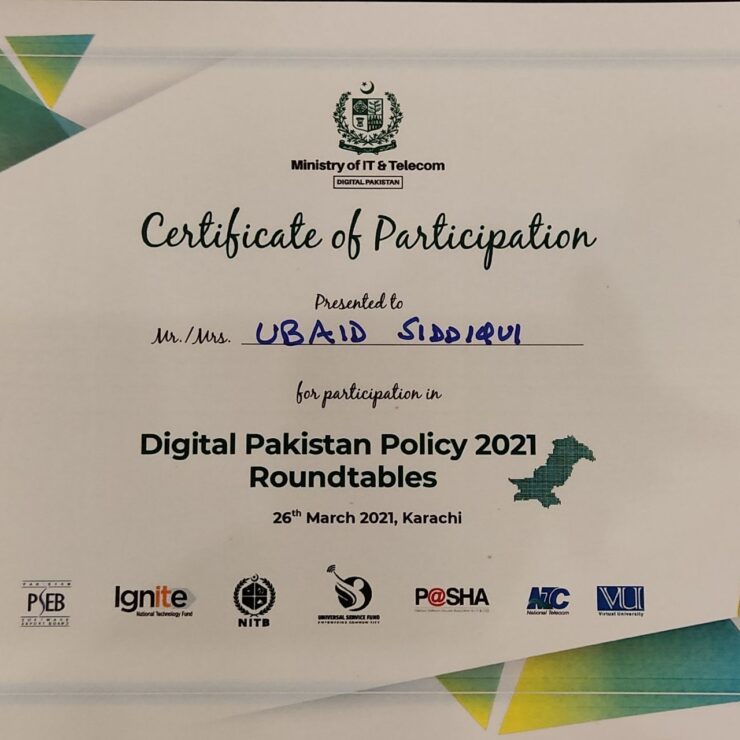 Ministry of IT & Telecom
DIGITAL PAKISTAN
Certificate of Participation
Presented to
Mr./Mrs. UBAID SIDDIQUI
for participation in
Digital Pakistan Policy 2021
Roundtables
26th March 2021, Karachi
PSEB
Ignite
National Technology Fund
NITB
UNIVERSAL SERVICE FUND
P@SHA
NTC
National Telecom
VU
Virtual University